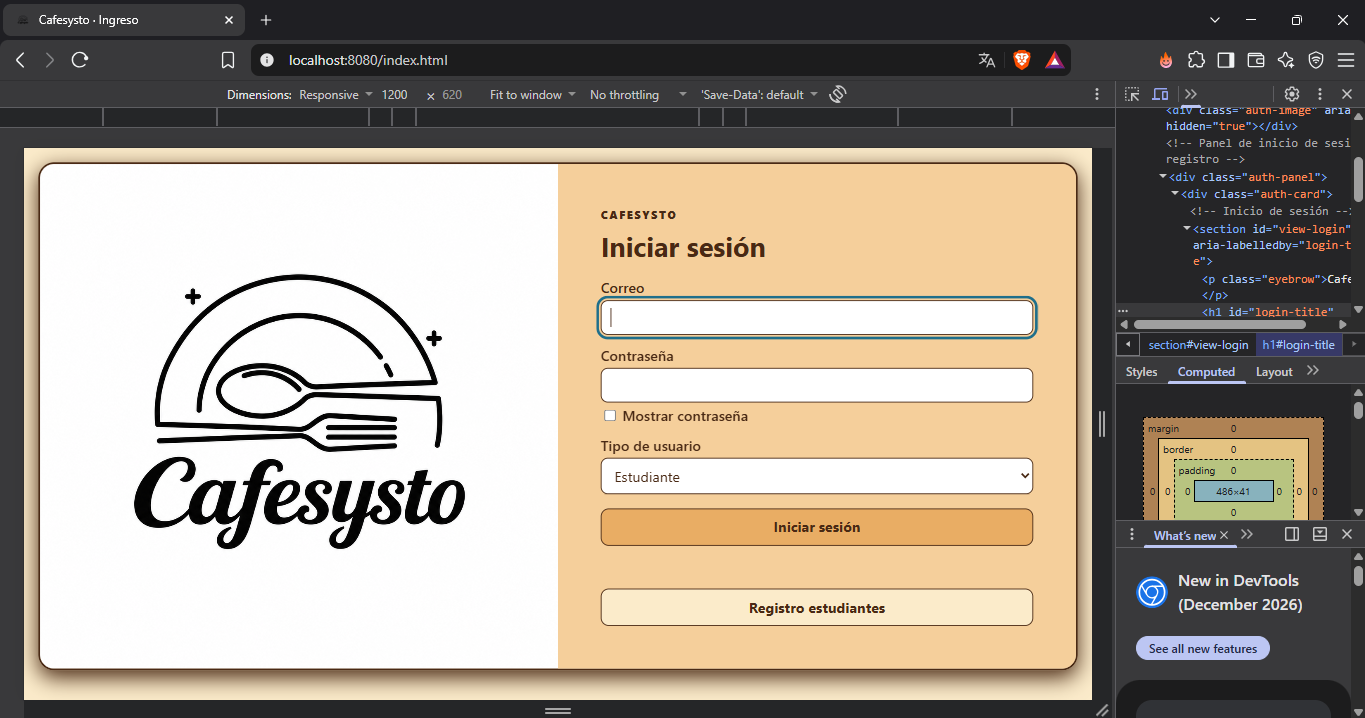 Cafesysto · Ingreso
localhost:8080/index.html
Dimensions: Responsive 1200 × 620 Fit to window No throttling 'Save-Data': default
<div class="auth-image" aria
hidden="true"></div>
<!-- Panel de inicio de sesi
registro -->
<div class="auth-panel">
<div class="auth-card">
<!-- Inicio de sesión --
<section id="view-login"
aria-labelledby="login-t
e">
<p class="eyebrow">Cafe
</p>
<h1 id="login-title"
section#view-login h1#login-title
Styles Computed Layout
margin 0
border 0
padding 0
0 0 0 486×41 0 0 0
0
What's new
New in DevTools
(December 2026)
See all new features
Cafesysto
CAFESYSTO
Iniciar sesión
Correo
Contraseña
Mostrar contraseña
Tipo de usuario
Estudiante
Iniciar sesión
Registro estudiantes